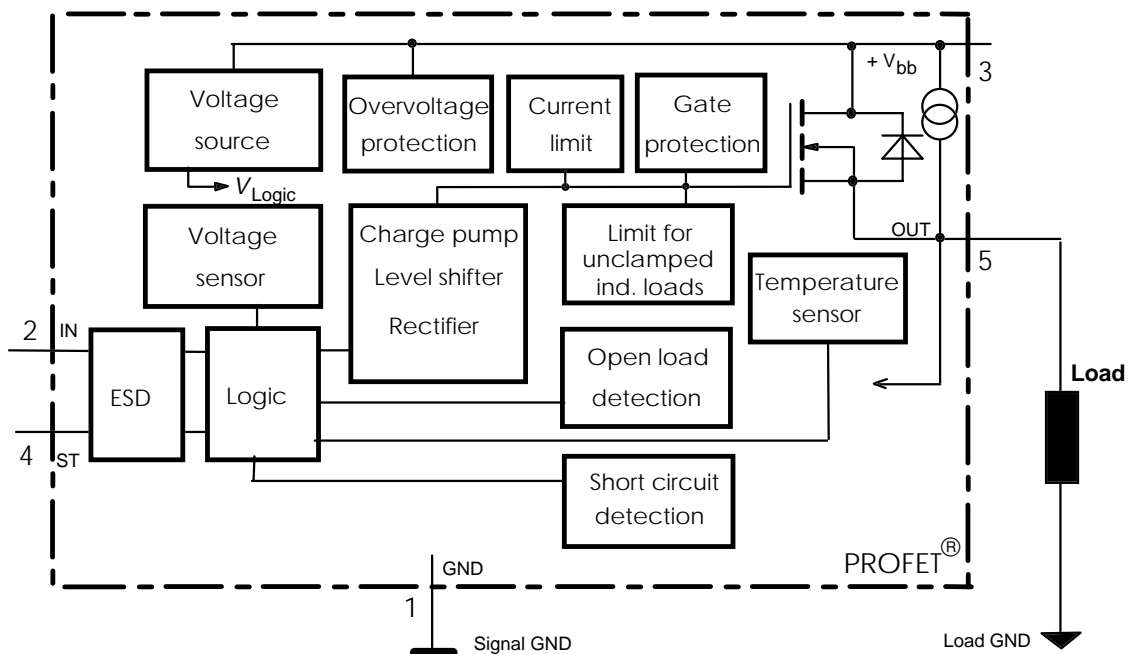 + V bb
3
Voltage
source
Overvoltage
protection
Current
limit
Gate
protection
V Logic
Voltage
sensor
Charge pump
Level shifter
Rectifier
Limit for
unclamped
ind. loads
OUT
5
Temperature
sensor
2
IN
ESD
Logic
Open load
detection
Load
4
ST
Short circuit
detection
PROFET®
GND
1
Signal GND
Load GND